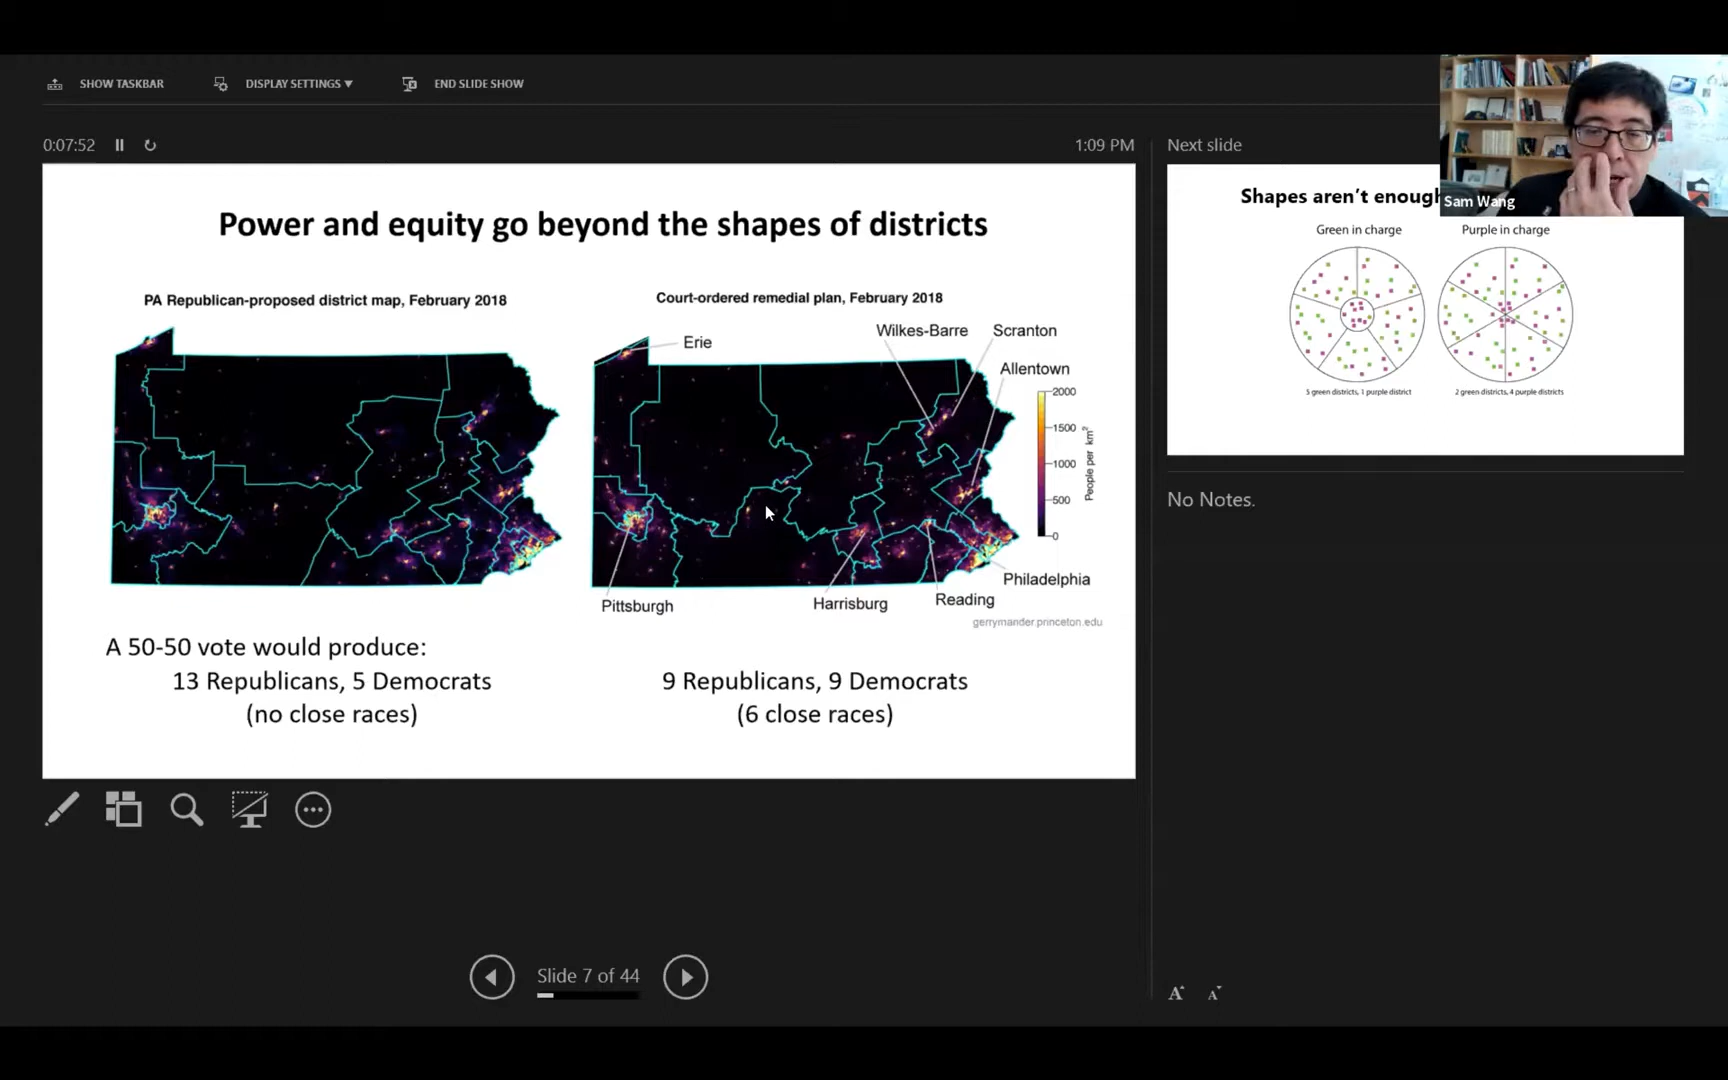 SHOW TASKBAR
DISPLAY SETTINGS ▼
END SLIDE SHOW
0:07:52
1:09 PM
Next slide
Power and equity go beyond the shapes of districts
PA Republican-proposed district map, February 2018
Court-ordered remedial plan, February 2018
Erie
Wilkes-Barre
Scranton
Allentown
2000
1500
1000
500
0
People per km²
Philadelphia
Pittsburgh
Harrisburg
Reading
gerrymander.princeton.edu
A 50-50 vote would produce:
13 Republicans, 5 Democrats
(no close races)
9 Republicans, 9 Democrats
(6 close races)
Shapes aren't enough
Sam Wang
Green in charge
Purple in charge
5 green districts, 1 purple district
2 green districts, 4 purple districts
No Notes.
Slide 7 of 44
A
A